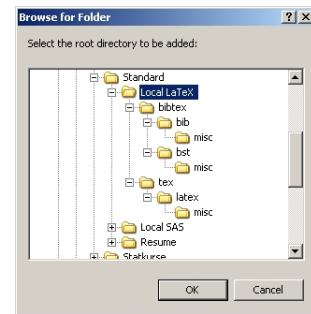 Browse for Folder
Select the root directory to be added:
Standard
Local LaTeX
bibtex
bib
misc
bst
misc
tex
latex
misc
Local SAS
Resume
Statkurse
OK Cancel